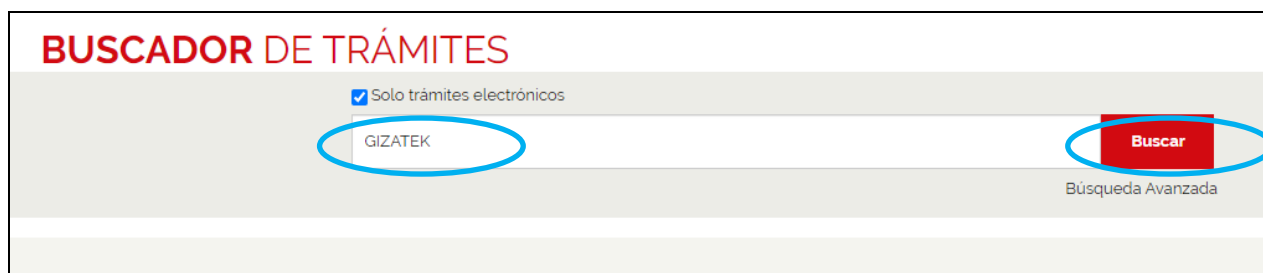 BUSCADOR DE TRÁMITES
Solo trámites electrónicos
GIZATEK
Buscar
Búsqueda Avanzada